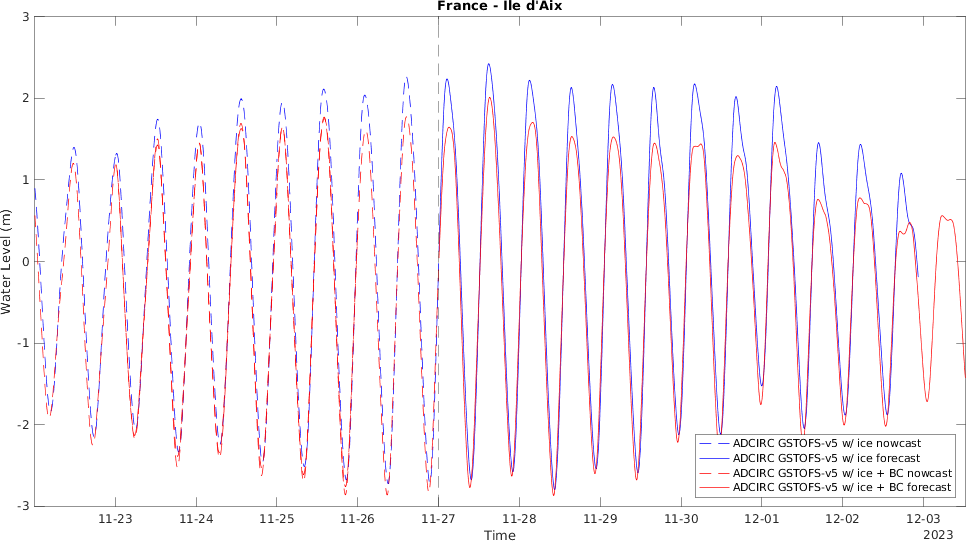 France - Ile d'Aix
3
2
1
0
-1
-2
-3
Water Level (m)
ADCIRC GSTOFS-v5 w/ ice nowcast
ADCIRC GSTOFS-v5 w/ ice forecast
ADCIRC GSTOFS-v5 w/ ice + BC nowcast
ADCIRC GSTOFS-v5 w/ ice + BC forecast
11-23 11-24 11-25 11-26 11-27 11-28 11-29 11-30 12-01 12-02 12-03
Time 2023